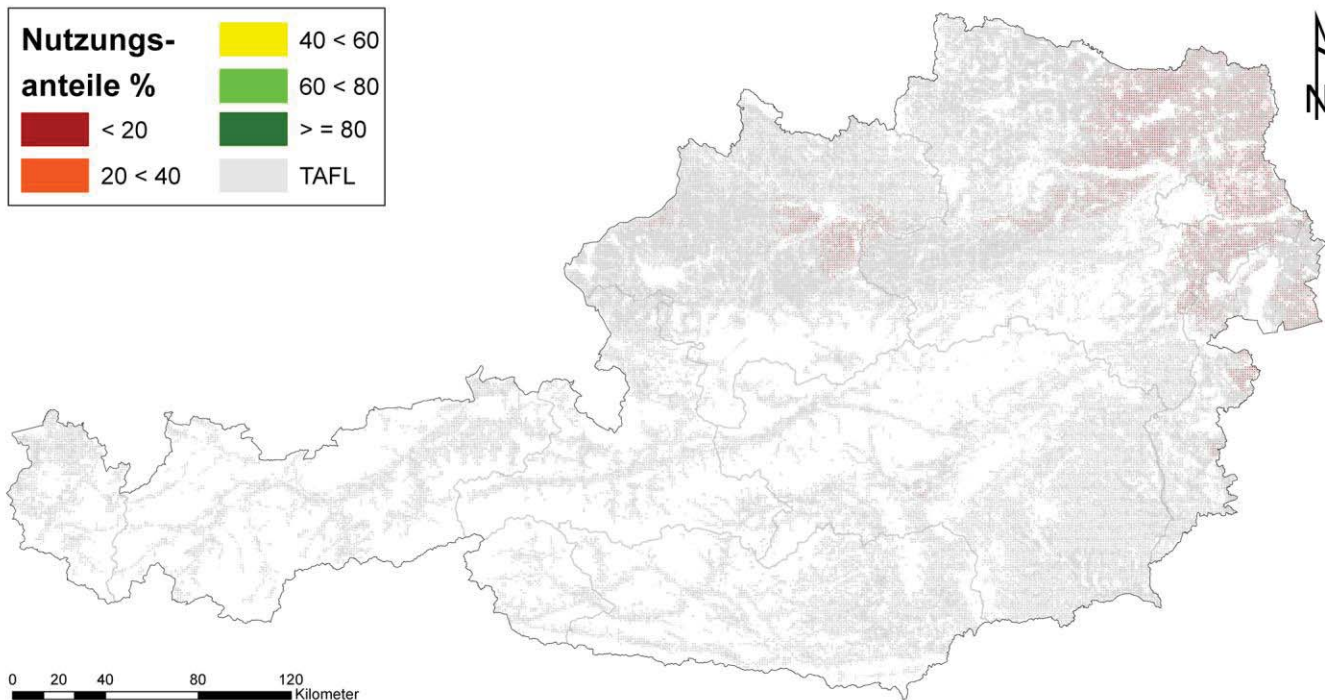 Nutzungs-
anteile %
< 20
20 < 40
40 < 60
60 < 80
> = 80
TAFL
N
0 20 40 80 120
Kilometer